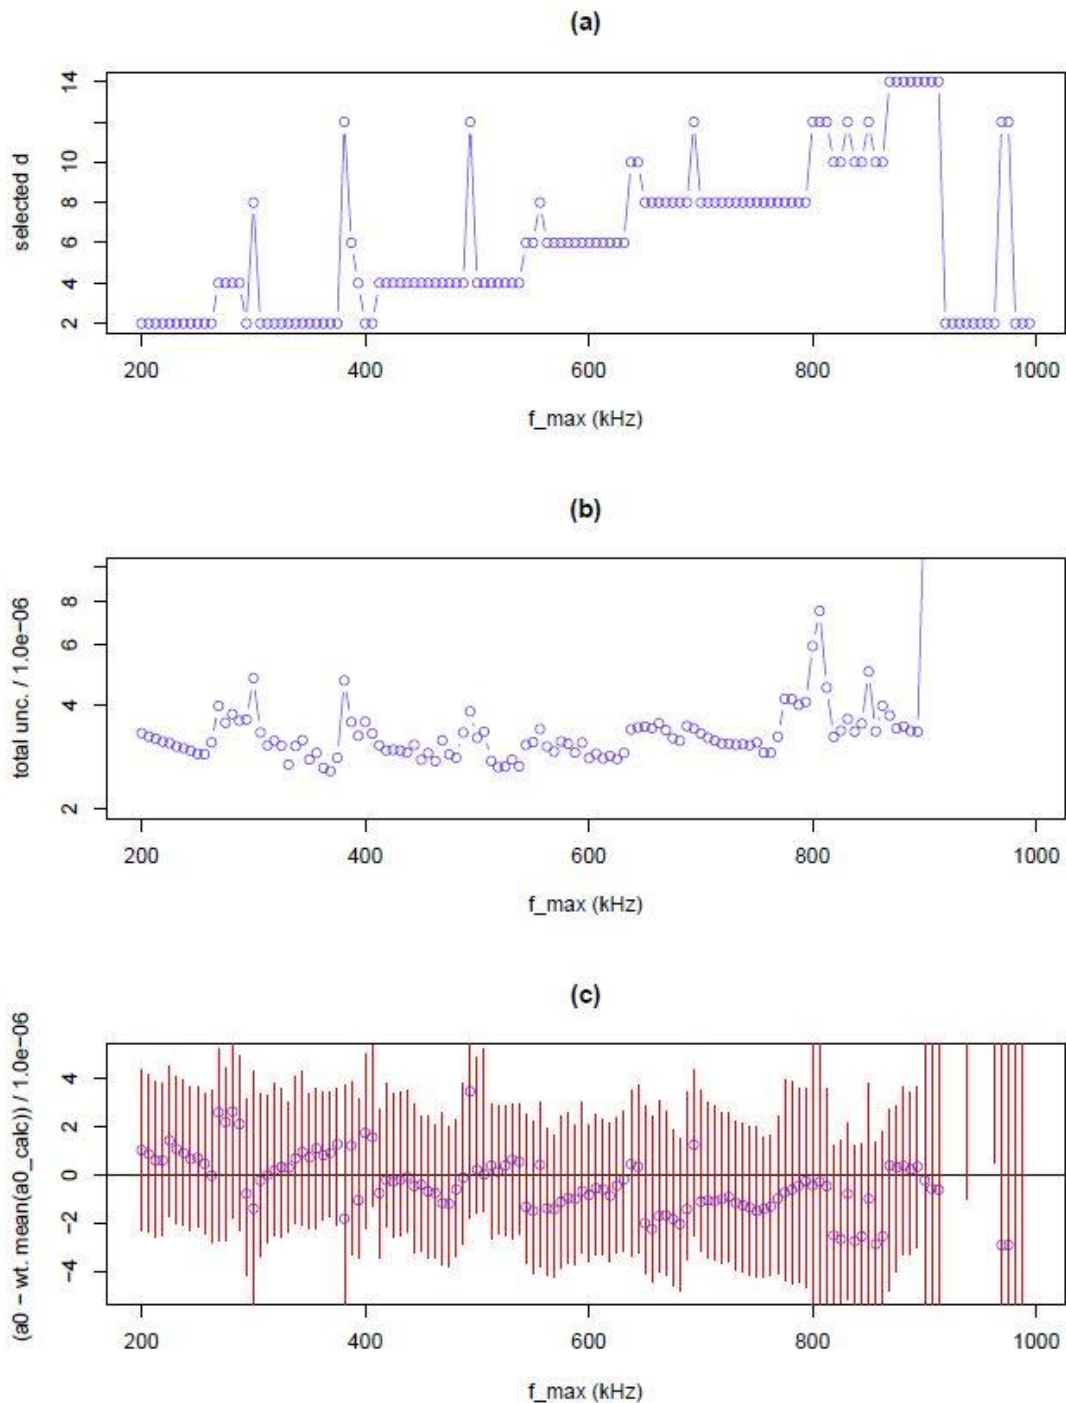 (a)
selected d
14
10
8
6
4
2
200 400 600 800 1000
f_max (kHz)
(b)
total unc. / 1.0e-06
8
6
4
2
200 400 600 800 1000
f_max (kHz)
(c)
(a0 − wt. mean(a0_calc)) / 1.0e-06
4
2
0
−2
−4
200 400 600 800 1000
f_max (kHz)